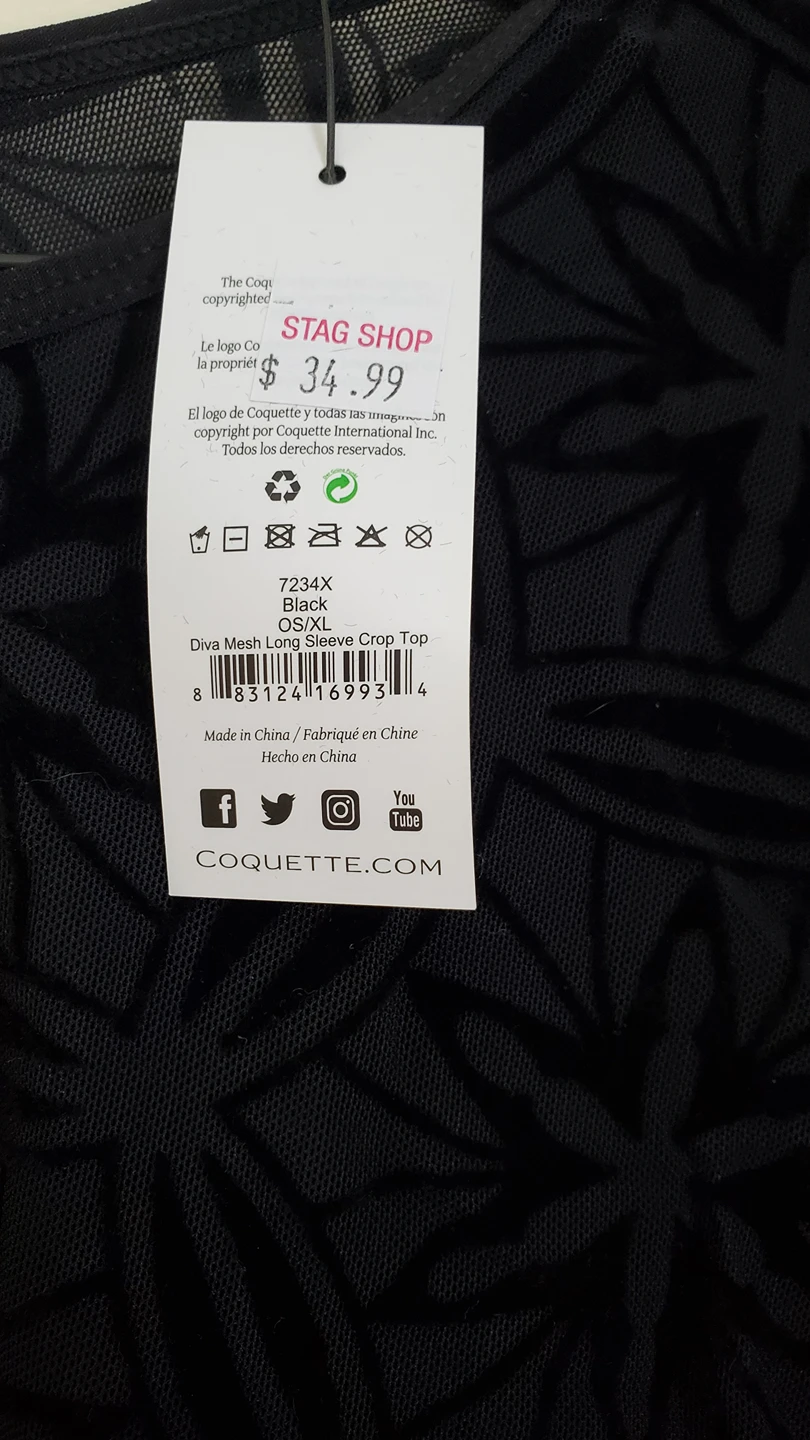 The Coqu
copyrighted
STAG SHOP
Le logo Co
la propriét
$ 34.99
El logo de Coquette y todas las
copyright por Coquette International Inc.
Todos los derechos reservados.
7234X
Black
OS/XL
Diva Mesh Long Sleeve Crop Top
8 83124 16993 4
Made in China / Fabriqué en Chine
Hecho en China
f
You
Tube
COQUETTE.COM